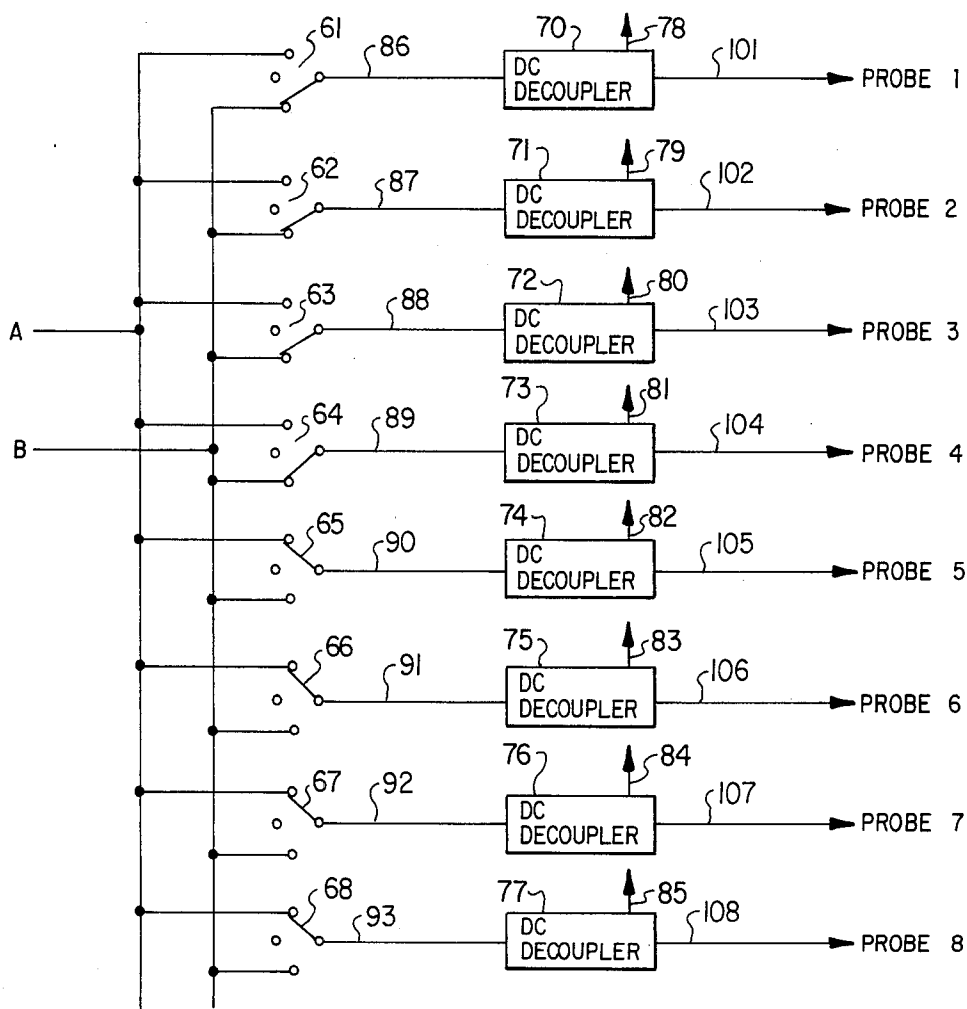 61
86
70
78
101
DC
DECOUPLER
PROBE 1
62
87
71
79
102
DC
DECOUPLER
PROBE 2
63
88
72
80
103
DC
DECOUPLER
A
PROBE 3
64
89
73
81
104
DC
DECOUPLER
B
PROBE 4
65
90
74
82
105
DC
DECOUPLER
PROBE 5
66
91
75
83
106
DC
DECOUPLER
PROBE 6
67
92
76
84
107
DC
DECOUPLER
PROBE 7
68
93
77
85
108
DC
DECOUPLER
PROBE 8